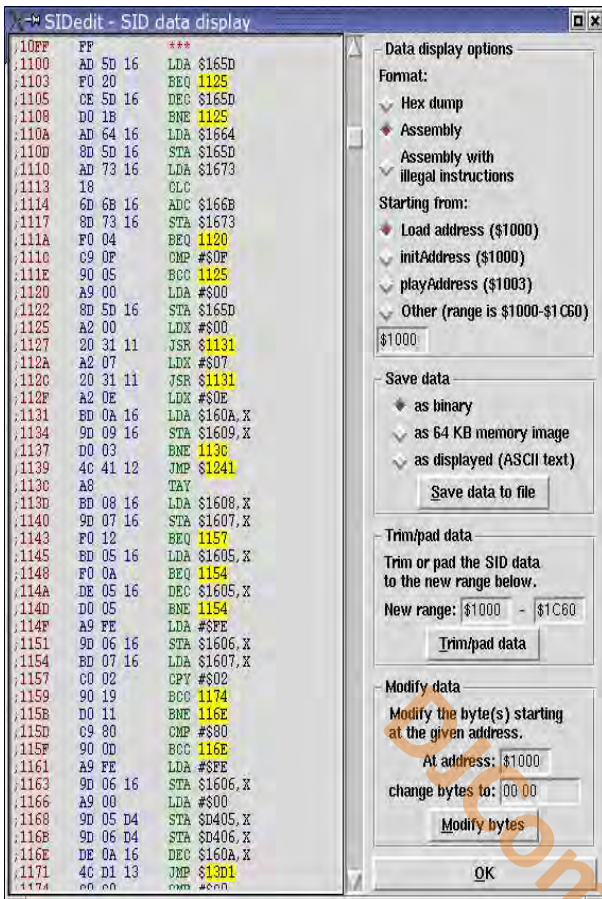 SIDedit - SID data display
;10FF FF ***
;1100 AD 5D 16 LDA $165D
;1103 F0 20 BEQ 1125
;1105 CE 5D 16 DEC $165D
;1108 D0 1B BNE 1125
;110A AD 64 16 LDA $1664
;110D 8D 5D 16 STA $165D
;1110 AD 73 16 LDA $1673
;1113 18 CLC
;1114 6D 6B 16 ADC $166B
;1117 8D 73 16 STA $1673
;111A F0 04 BEQ 1120
;111C C9 0F CMP #$0F
;111E 90 05 BCC 1125
;1120 A9 00 LDA #$00
;1122 8D 5D 16 STA $165D
;1125 A2 00 LDX #$00
;1127 20 31 11 JSR $1131
;112A A2 07 LDX #$07
;112C 20 31 11 JSR $1131
;112F A2 0E LDX #$0E
;1131 BD 0A 16 LDA $160A,X
;1134 9D 09 16 STA $1609,X
;1137 D0 03 BNE 113C
;1139 4C 41 12 JMP $1241
;113C A8 TAY
;113D BD 08 16 LDA $1608,X
;1140 9D 07 16 STA $1607,X
;1143 F0 12 BEQ 1157
;1145 BD 05 16 LDA $1605,X
;1148 F0 0A BEQ 1154
;114A DE 05 16 DEC $1605,X
;114D D0 05 BNE 1154
;114F A9 FE LDA #$FE
;1151 9D 06 16 STA $1606,X
;1154 BD 07 16 LDA $1607,X
;1157 C0 02 CPY #$02
;1159 90 19 BCC 1174
;115B D0 11 BNE 116E
;115D C9 80 CMP #$80
;115F 90 0D BCC 116E
;1161 A9 FE LDA #$FE
;1163 9D 06 16 STA $1606,X
;1166 A9 00 LDA #$00
;1168 9D 05 D4 STA $D405,X
;116B 9D 06 D4 STA $D406,X
;116E DE 0A 16 DEC $160A,X
;1171 4C D1 13 JMP $13D1
;1174 C0 C0 CMP #$C0
Data display options
Format:
Hex dump
Assembly
Assembly with
illegal instructions
Starting from:
Load address ($1000)
initAddress ($1000)
playAddress ($1003)
Other (range is $1000-$1C60)
$1000
Save data
as binary
as 64 KB memory image
as displayed (ASCII text)
Save data to file
Trim/pad data
Trim or pad the SID data
to the new range below.
New range: $1000 - $1C60
Trim/pad data
Modify data
Modify the byte(s) starting
at the given address.
At address: $1000
change bytes to: 00 00
Modify bytes
OK
DJCom